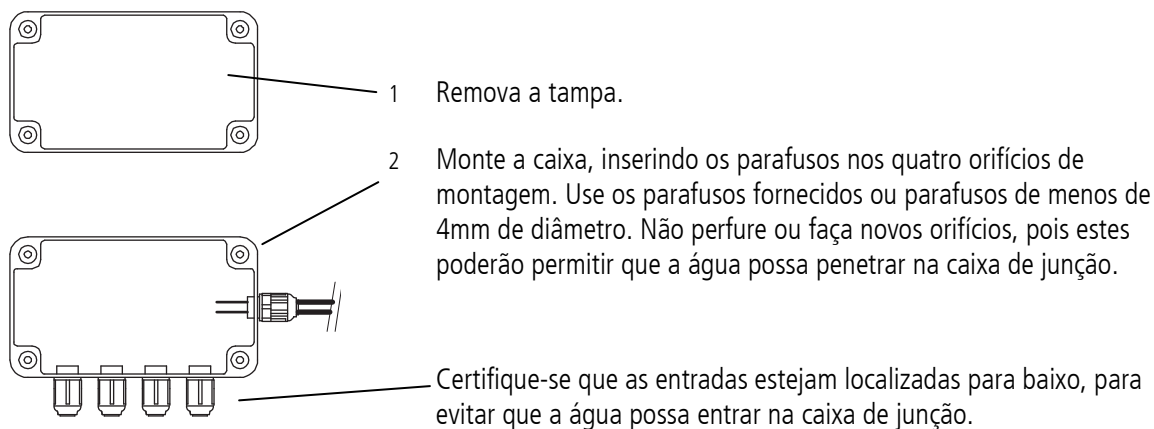 1 Remova a tampa.
2 Monte a caixa, inserindo os parafusos nos quatro orifícios de
montagem. Use os parafusos fornecidos ou parafusos de menos de
4mm de diâmetro. Não perfure ou faça novos orifícios, pois estes
poderão permitir que a água possa penetrar na caixa de junção.
Certifique-se que as entradas estejam localizadas para baixo, para
evitar que a água possa entrar na caixa de junção.